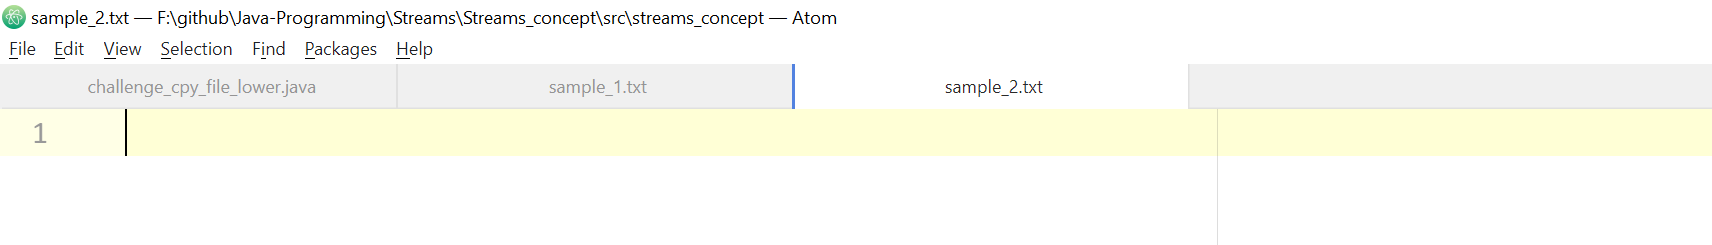 sample_2.txt — F:\github\Java-Programming\Streams\Streams_concept\src\streams_concept — Atom
File Edit View Selection Find Packages Help
challenge_cpy_file_lower.java sample_1.txt sample_2.txt
1